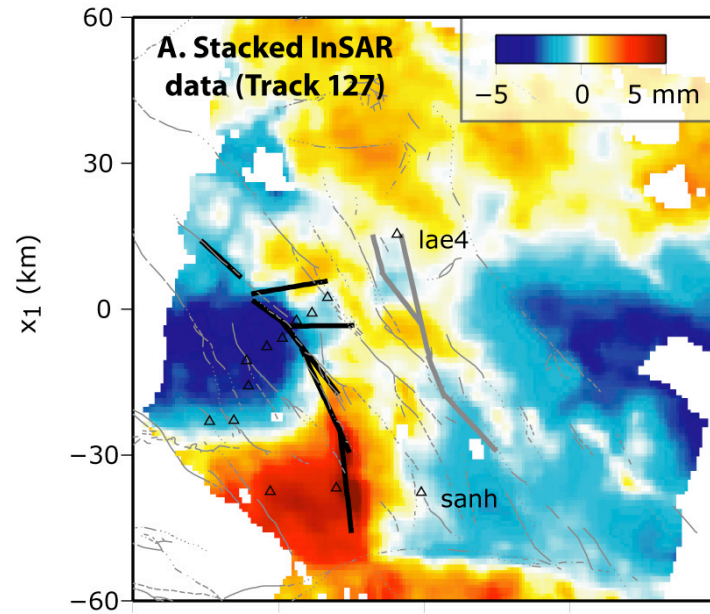 60
A. Stacked InSAR
data (Track 127)
−5 0 5 mm
30
x₁ (km)
lae4
0
−30
sanh
−60